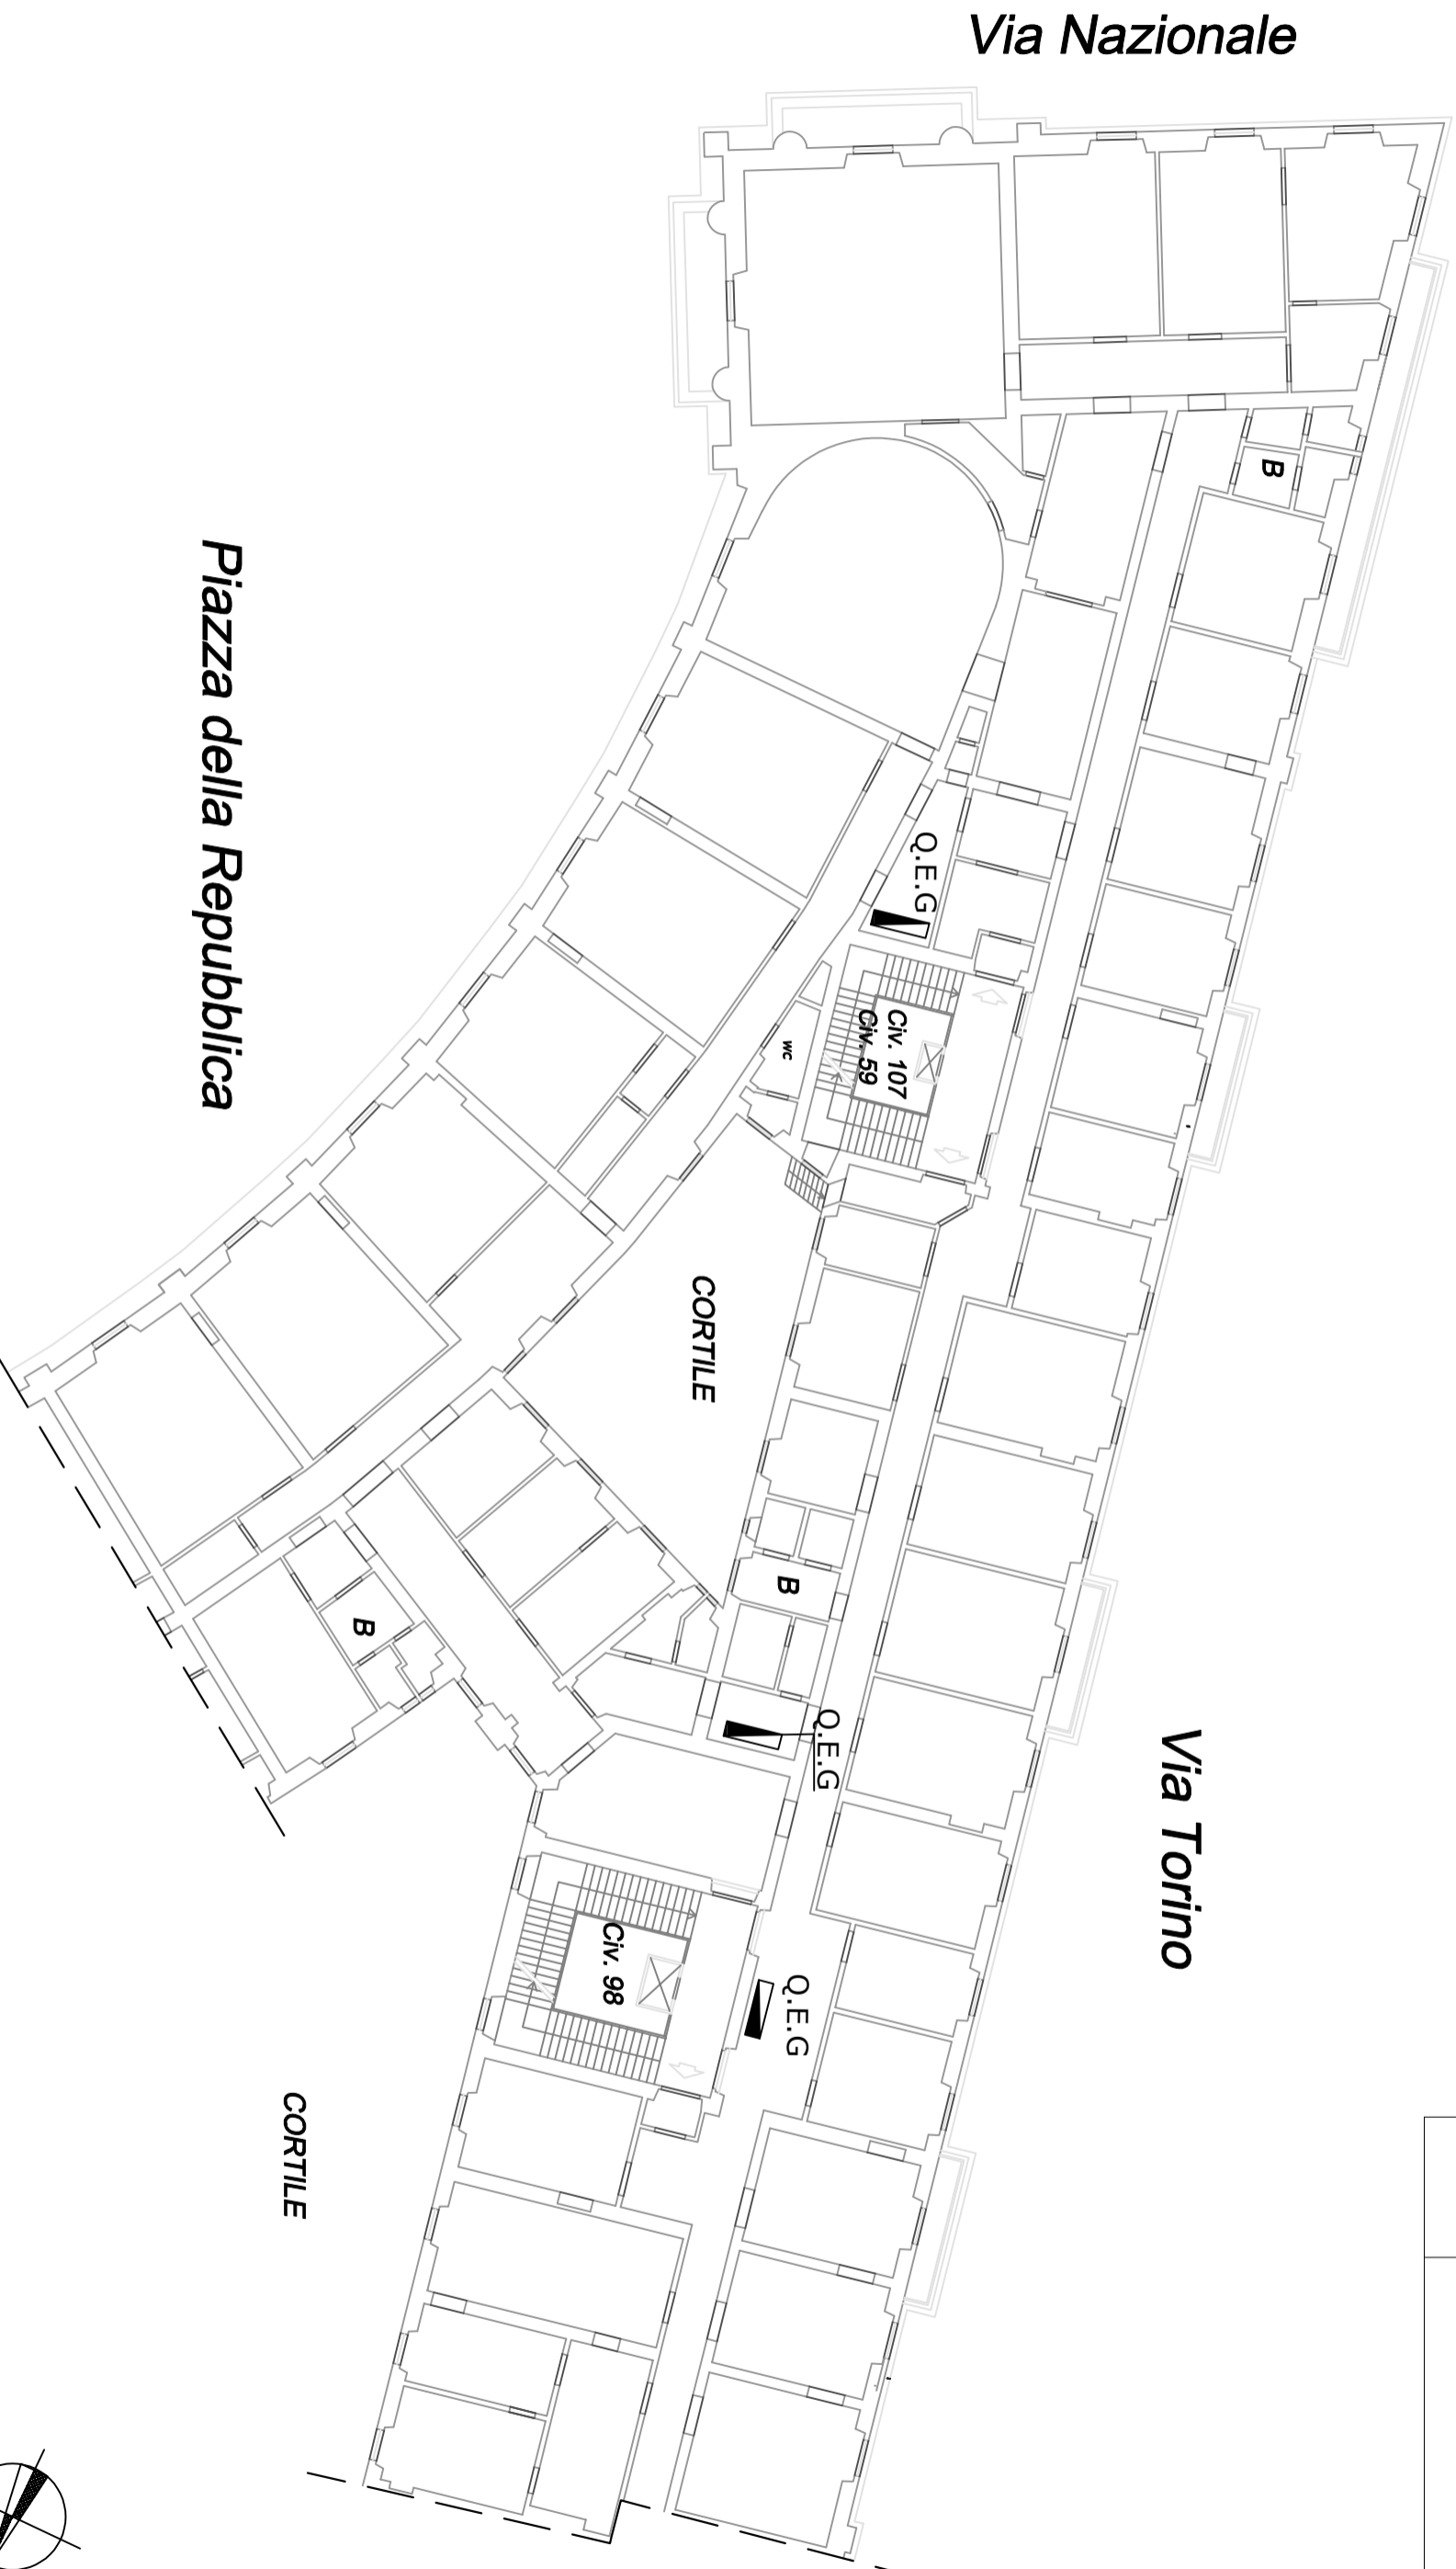 Via Nazionale
B
Piazza della Repubblica
Q.E.G
Civ. 107
Civ. 59
wc
CORTILE
B
B
Q.E.G
Via Torino
Civ. 98
Q.E.G
CORTILE